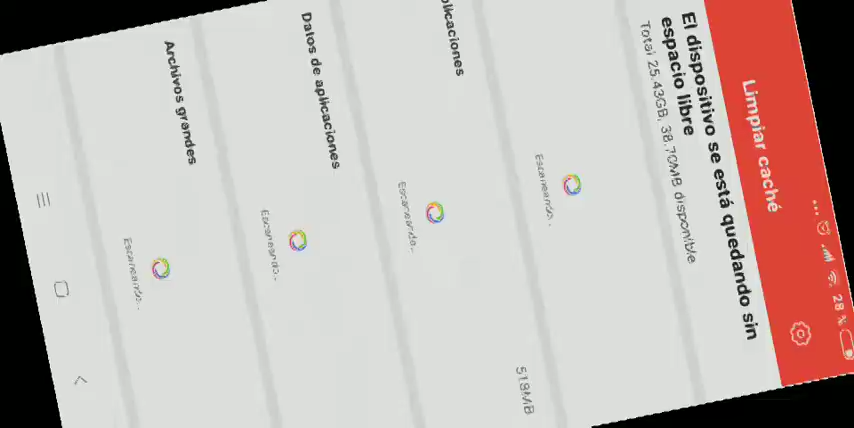 28 %
Limpiar caché
El dispositivo se está quedando sin
espacio libre
Total 25.43GB, 38.70MB disponible
Escaneando..
519MB
plicaciones
Escaneando..
Datos de aplicaciones
Escaneando..
Archivos grandes
Escaneando..